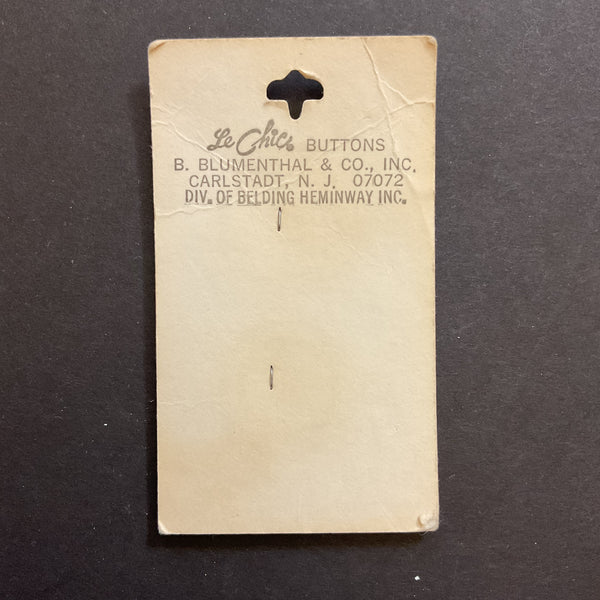 Le Chic BUTTONS
B. BLUMENTHAL & CO., INC.
CARLSTADT, N. J. 07072
DIV. OF BELDING HEMINWAY INC.